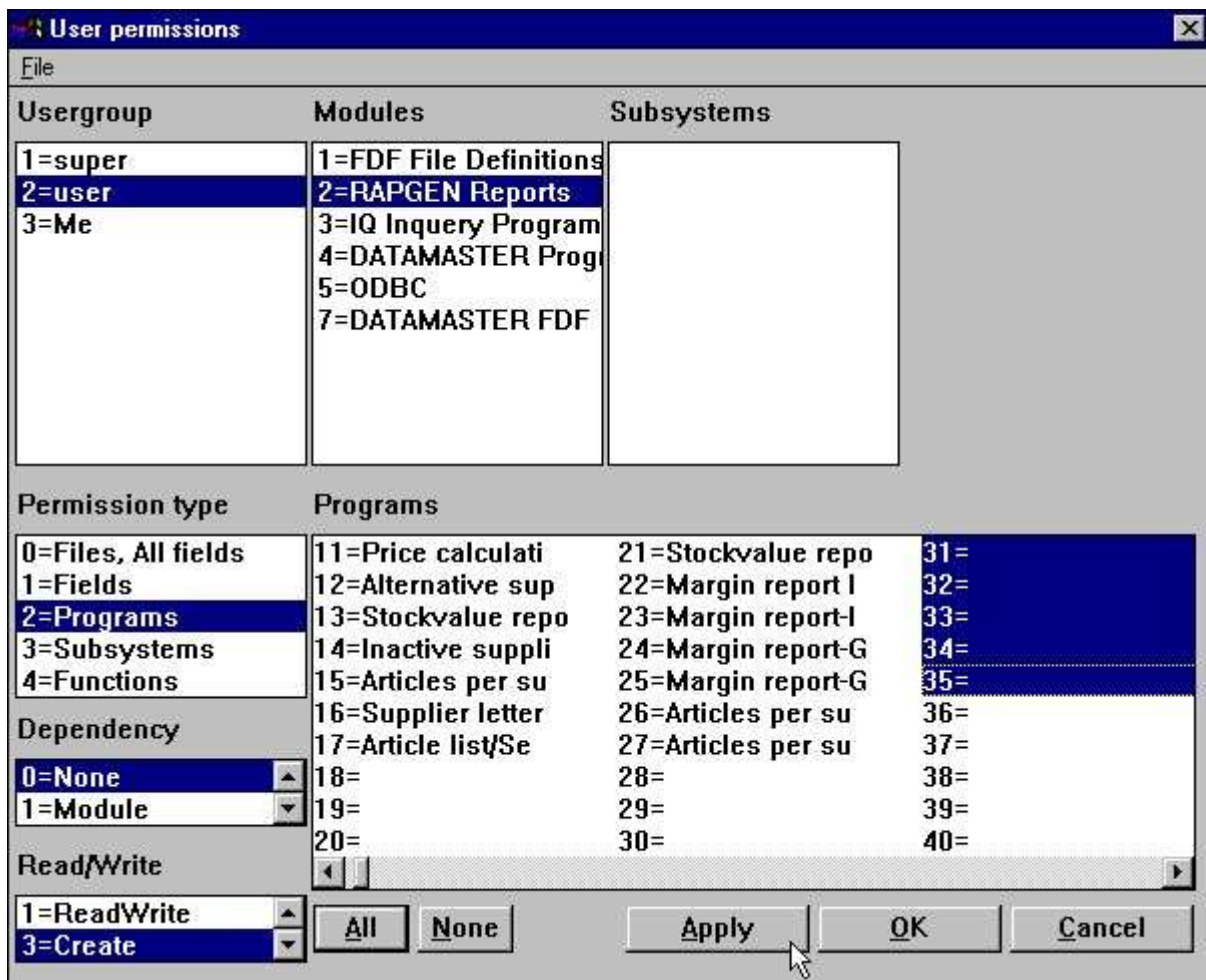 User permissions
File
Usergroup
1=super
2=user
3=Me
Modules
1=FDF File Definitions
2=RAPGEN Reports
3=IQ Inquery Program
4=DATAMASTER Progr
5=ODBC
7=DATAMASTER FDF
Subsystems
Permission type
0=Files, All fields
1=Fields
2=Programs
3=Subsystems
4=Functions
Dependency
0=None
1=Module
Read/Write
1=ReadWrite
3=Create
Programs
11=Price calculati
12=Alternative sup
13=Stockvalue repo
14=Inactive suppli
15=Articles per su
16=Supplier letter
17=Article list/Se
18=
19=
20=
21=Stockvalue repo
22=Margin report I
23=Margin report-I
24=Margin report-G
25=Margin report-G
26=Articles per su
27=Articles per su
28=
29=
30=
31=
32=
33=
34=
35=
36=
37=
38=
39=
40=
All
None
Apply
OK
Cancel